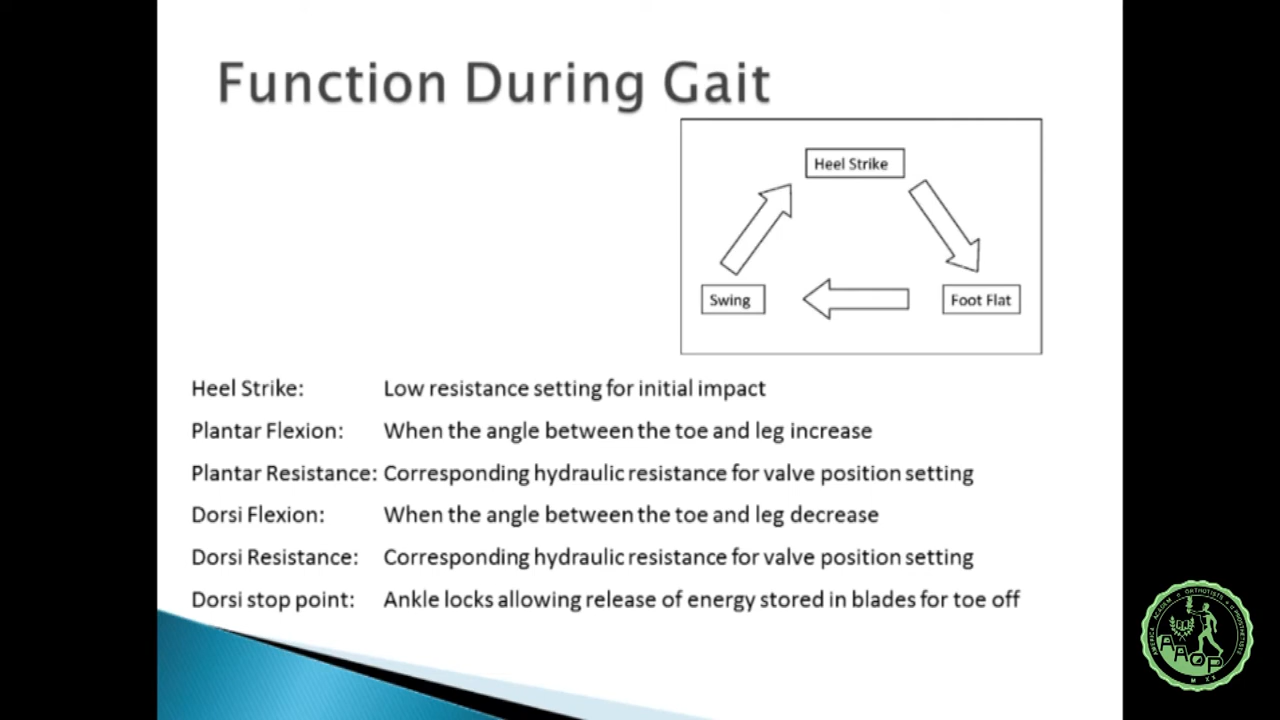 Function During Gait
Heel Strike
Swing
Foot Flat
Heel Strike: Low resistance setting for initial impact
Plantar Flexion: When the angle between the toe and leg increase
Plantar Resistance: Corresponding hydraulic resistance for valve position setting
Dorsi Flexion: When the angle between the toe and leg decrease
Dorsi Resistance: Corresponding hydraulic resistance for valve position setting
Dorsi stop point: Ankle locks allowing release of energy stored in blades for toe off
AAOP